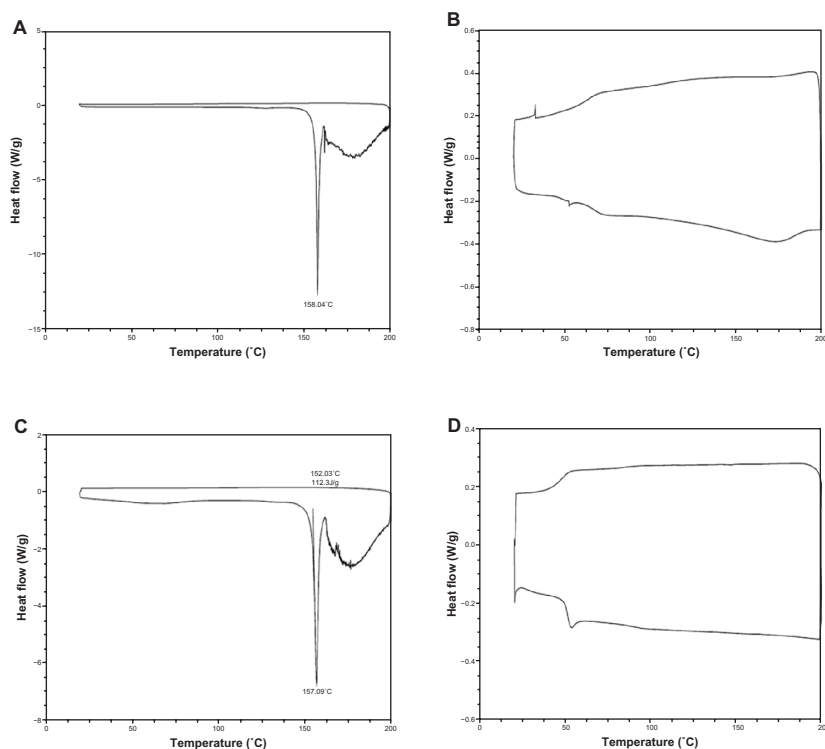 A
5
0
−5
−10
−15
0
50
100
150
200
158.04˚C
Heat flow (W/g)
Temperature (˚C)
B
0.6
0.4
0.2
0.0
−0.2
−0.4
−0.6
−0.8
0
50
100
150
200
Heat flow (W/g)
Temperature (˚C)
C
2
0
−2
−4
−6
−8
0
50
100
150
200
152.03˚C
112.3J/g
157.09˚C
Heat flow (W/g)
Temperature (˚C)
D
0.4
0.2
0.0
−0.2
−0.4
−0.6
0
50
100
150
200
Heat flow (W/g)
Temperature (˚C)